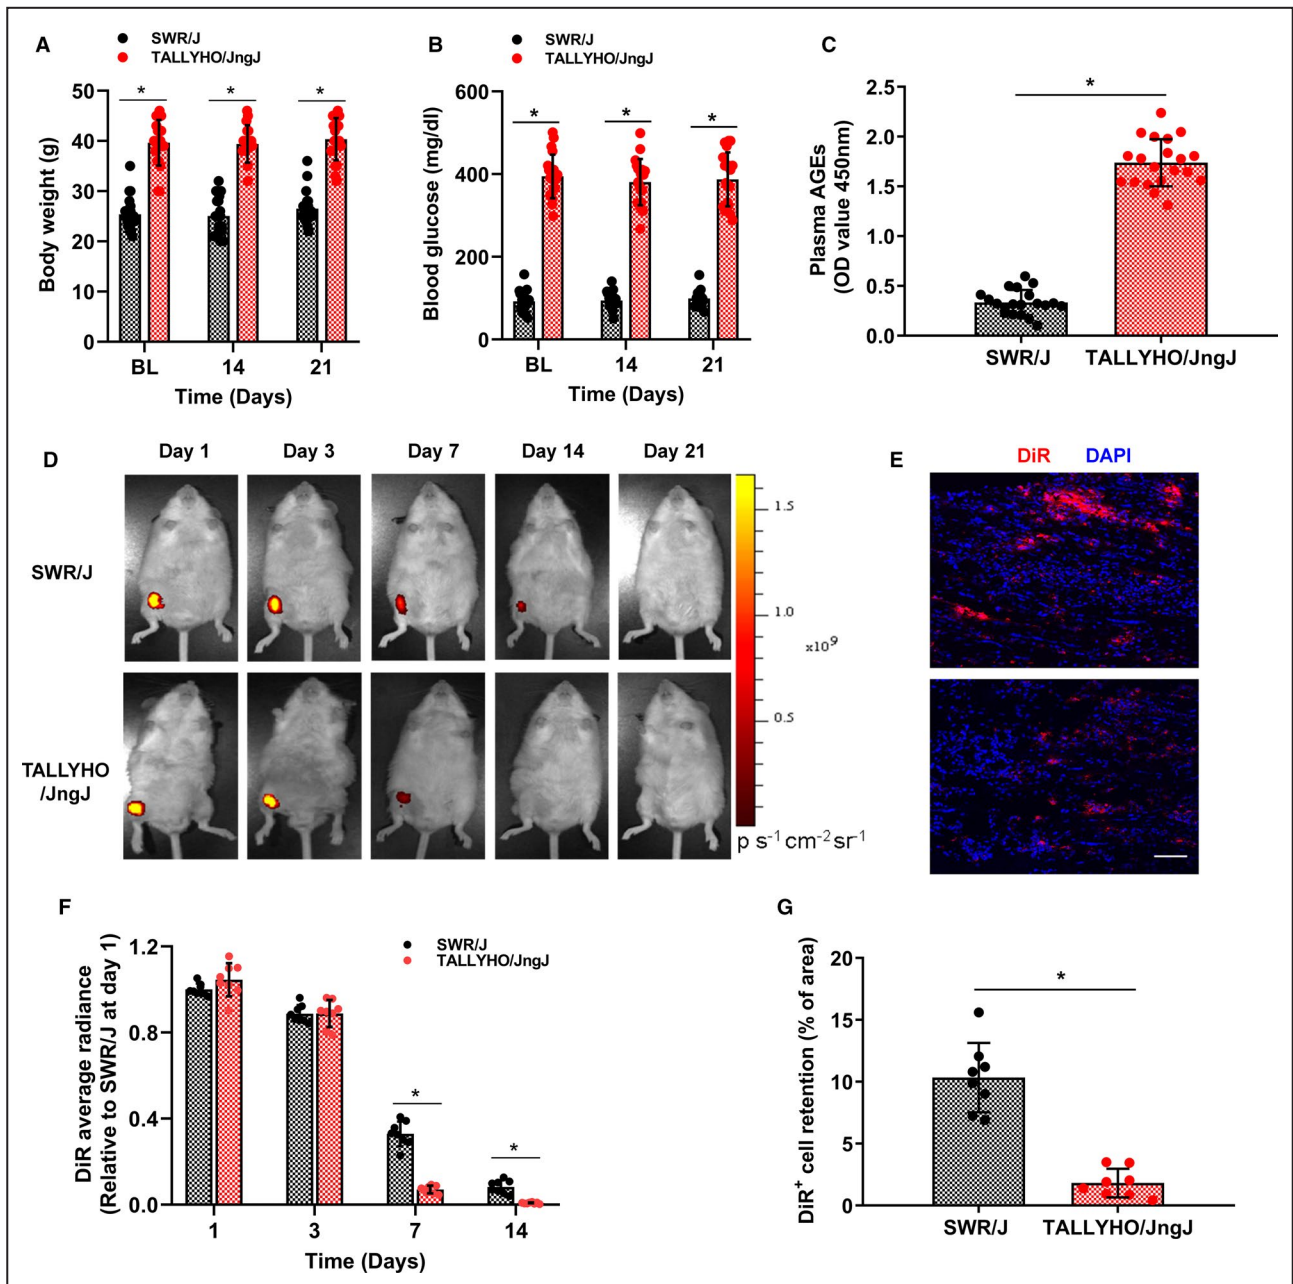 A
SWR/J
TALLYHO/JngJ
Body weight (g)
50
40
30
20
10
0
* * *
BL 14 21
Time (Days)
B
SWR/J
TALLYHO/JngJ
Blood glucose (mg/dl)
600
400
200
0
* * *
BL 14 21
Time (Days)
C
Plasma AGEs
(OD value 450nm)
2.5
2.0
1.5
1.0
0.5
0.0
*
SWR/J TALLYHO/JngJ
D
Day 1 Day 3 Day 7 Day 14 Day 21
SWR/J
TALLYHO
/JngJ
1.5
1.0
x10⁹
0.5
p s⁻¹ cm⁻² sr⁻¹
E
DiR DAPI
F
SWR/J
TALLYHO/JngJ
DiR average radiance
(Relative to SWR/J at day 1)
1.2
0.8
0.4
0.0
* *
1 3 7 14
Time (Days)
G
DiR⁺ cell retention (% of area)
20
15
10
5
0
*
SWR/J TALLYHO/JngJ